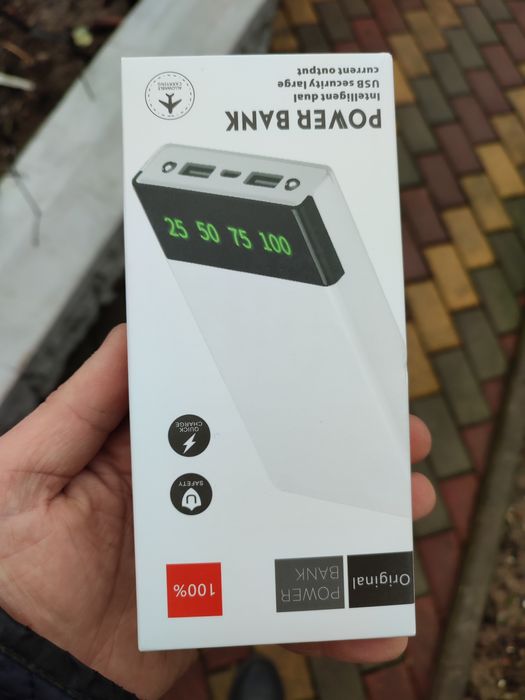 Original
POWER
BANK
100%
SAFETY
QUICK
CHARGE
25 50 75 100
POWER BANK
Intelligent dual
USB security large
current output
ALLOWABLE
CARRYING